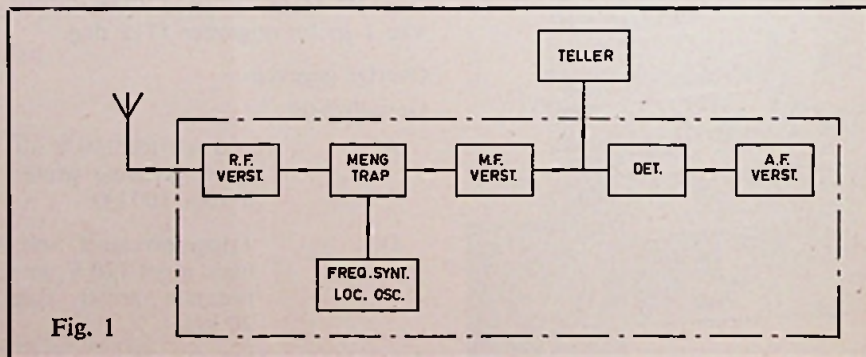 TELLER
R.F.
VERST.
MENG
TRAP
M.F.
VERST.
DET.
A.F.
VERST.
FREQ.SYNT.
LOC. OSC.
Fig. 1